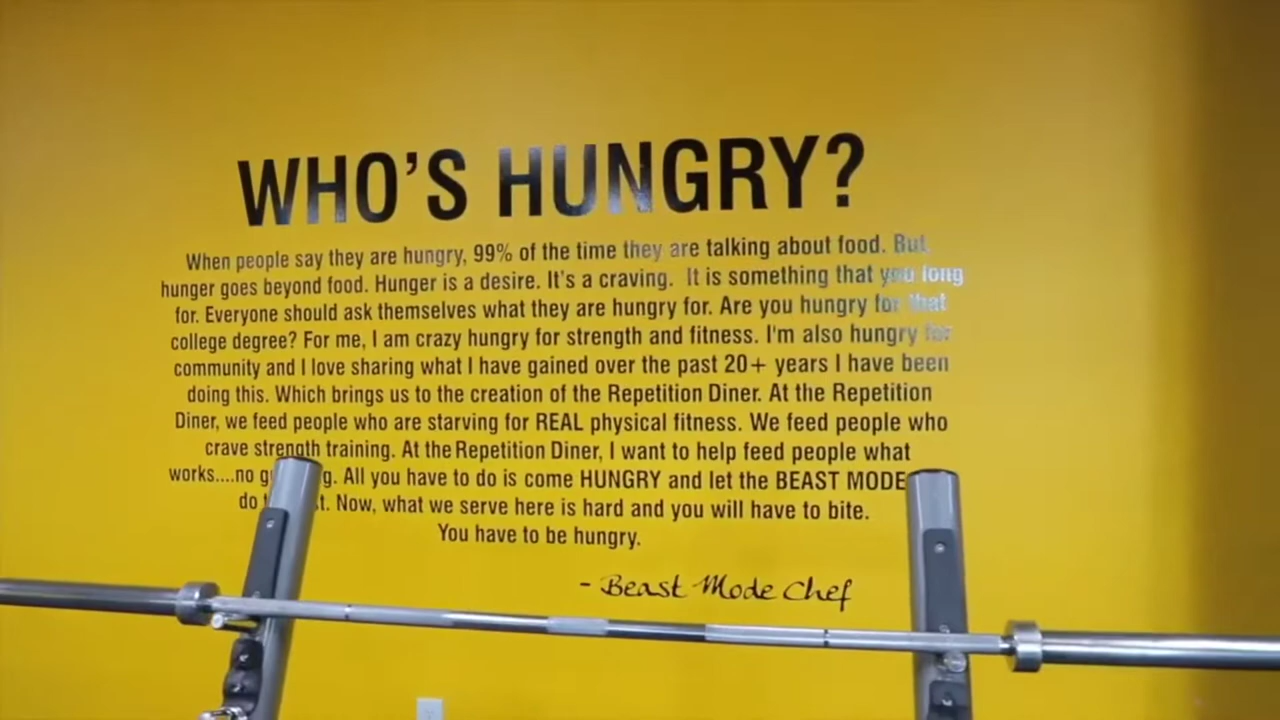 WHO'S HUNGRY?
When people say they are hungry, 99% of the time they are talking about food. But
hunger goes beyond food. Hunger is a desire. It's a craving. It is something that you long
for. Everyone should ask themselves what they are hungry for. Are you hungry for that
college degree? For me, I am crazy hungry for strength and fitness. I'm also hungry for
community and I love sharing what I have gained over the past 20+ years I have been
doing this. Which brings us to the creation of the Repetition Diner. At the Repetition
Diner, we feed people who are starving for REAL physical fitness. We feed people who
crave strength training. At the Repetition Diner, I want to help feed people what
works....no All you have to do is come HUNGRY and let the BEAST MODE
do Now, what we serve here is hard and you will have to bite.
You have to be hungry.
- Beast Mode Chef